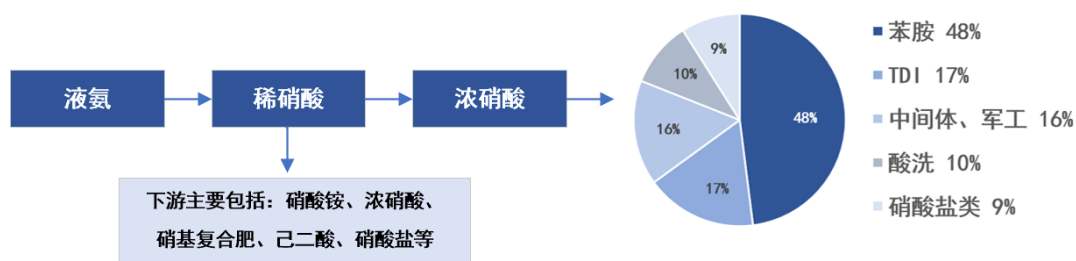 液氨
稀硝酸
浓硝酸
下游主要包括：硝酸铵、浓硝酸、
硝基复合肥、己二酸、硝酸盐等
9%
10%
16%
17%
48%
苯胺 48%
TDI 17%
中间体、军工 16%
酸洗 10%
硝酸盐类 9%